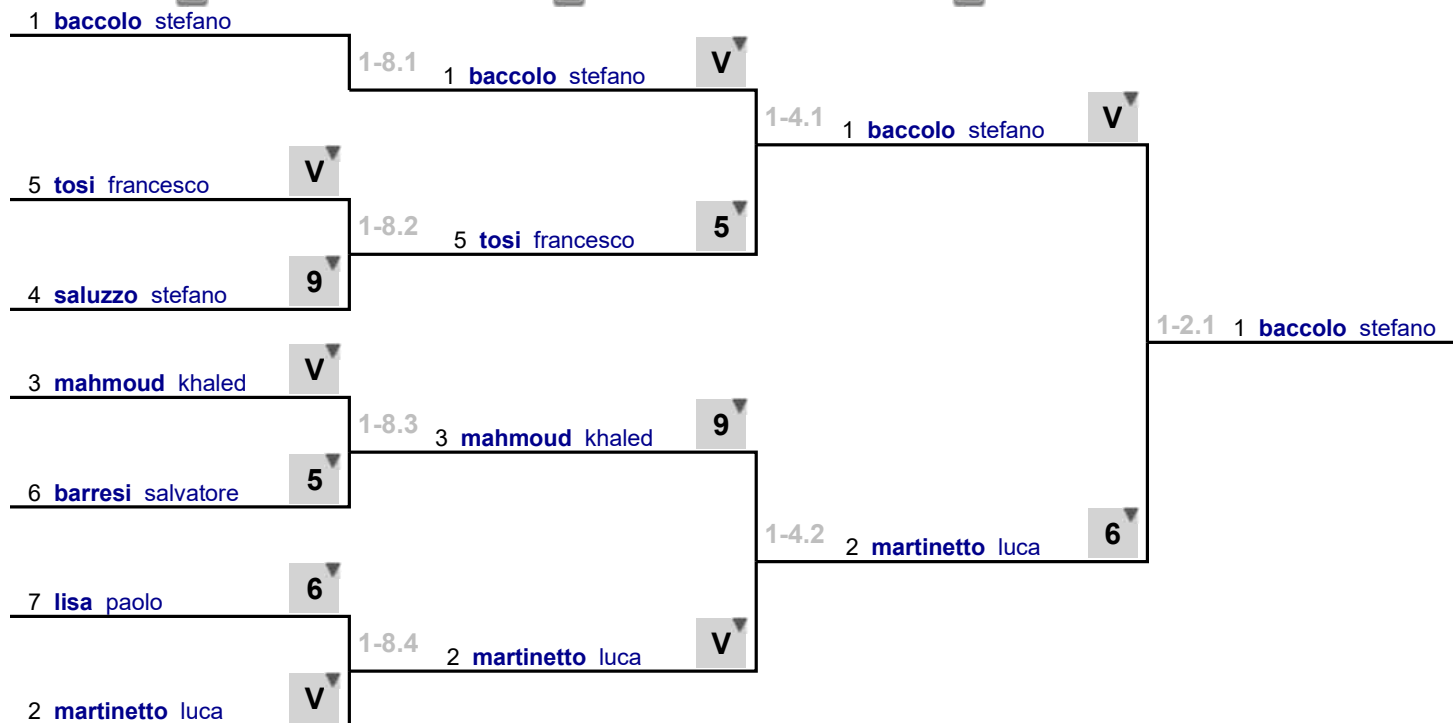 1 baccolo stefano
1-8.1
1 baccolo stefano
V
1-4.1
1 baccolo stefano
V
5 tosi francesco
V
1-8.2
5 tosi francesco
5
4 saluzzo stefano
9
1-2.1
1 baccolo stefano
3 mahmoud khaled
V
1-8.3
3 mahmoud khaled
9
6 barresi salvatore
5
1-4.2
2 martinetto luca
6
7 lisa paolo
6
1-8.4
2 martinetto luca
V
2 martinetto luca
V